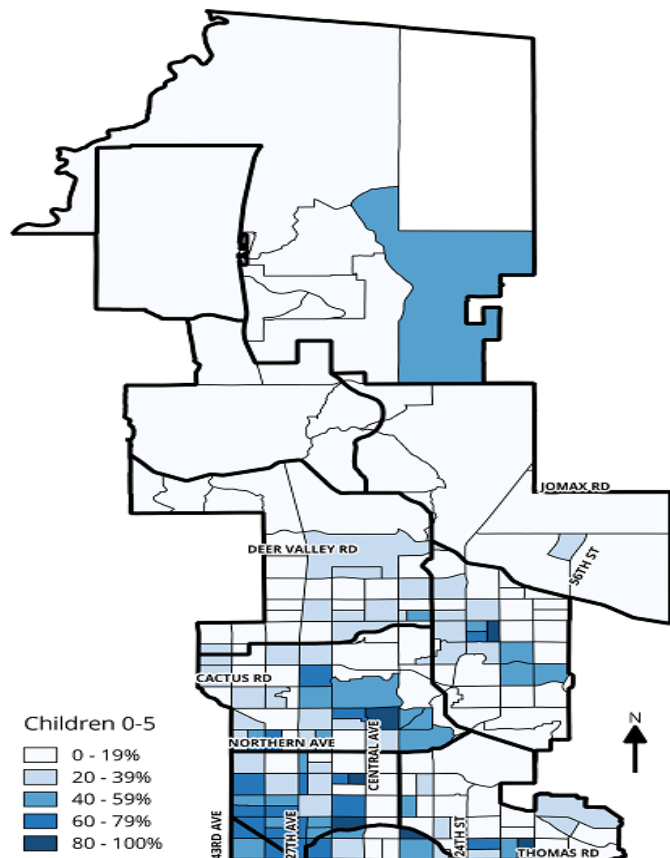 JOMAX RD
DEER VALLEY RD
56TH ST
CACTUS RD
Children 0-5
N
0 - 19%
20 - 39%
40 - 59%
60 - 79%
80 - 100%
NORTHERN AVE
CENTRAL AVE
43RD AVE
27TH AVE
24TH ST
THOMAS RD